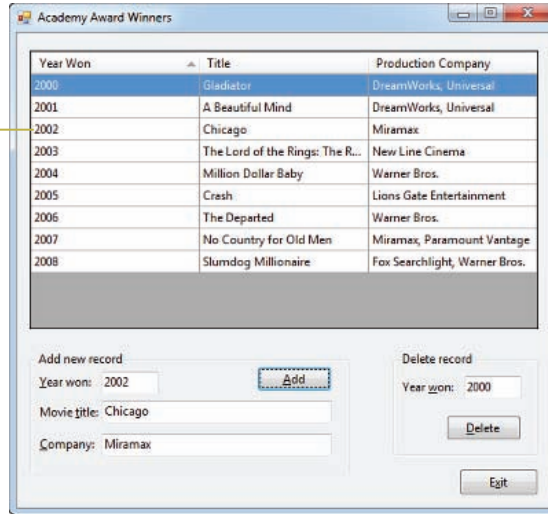 Academy Award Winners
Year Won Title Production Company
2000 Gladiator DreamWorks, Universal
2001 A Beautiful Mind DreamWorks, Universal
2002 Chicago Miramax
2003 The Lord of the Rings: The R... New Line Cinema
2004 Million Dollar Baby Warner Bros.
2005 Crash Lions Gate Entertainment
2006 The Departed Warner Bros.
2007 No Country for Old Men Miramax, Paramount Vantage
2008 Slumdog Millionaire Fox Searchlight, Warner Bros.
Add new record
Year won: 2002 Add
Movie title: Chicago
Company: Miramax
Delete record
Year won: 2000
Delete
Exit